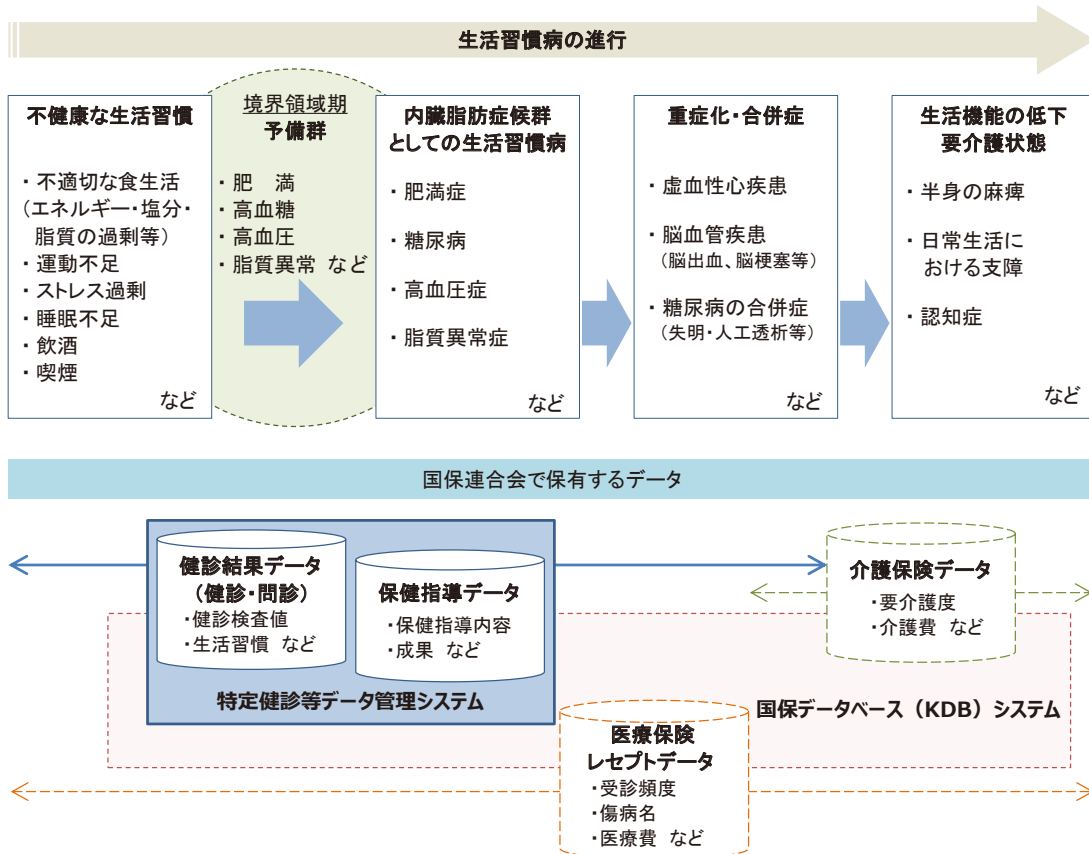 生活習慣病の進行
不健康な生活習慣
・不適切な食生活
（エネルギー・塩分・
脂質の過剰等）
・運動不足
・ストレス過剰
・睡眠不足
・飲酒
・喫煙
など
境界領域期
予備群
・肥　満
・高血糖
・高血圧
・脂質異常 など
内臓脂肪症候群
としての生活習慣病
・肥満症
・糖尿病
・高血圧症
・脂質異常症
など
重症化・合併症
・虚血性心疾患
・脳血管疾患
（脳出血、脳梗塞等）
・糖尿病の合併症
（失明・人工透析等）
など
生活機能の低下
要介護状態
・半身の麻痺
・日常生活に
おける支障
・認知症
など
国保連合会で保有するデータ
健診結果データ
（健診・問診）
・健診検査値
・生活習慣 など
保健指導データ
・保健指導内容
・成果 など
特定健診等データ管理システム
介護保険データ
・要介護度
・介護費 など
国保データベース（KDB）システム
医療保険
レセプトデータ
・受診頻度
・傷病名
・医療費 など